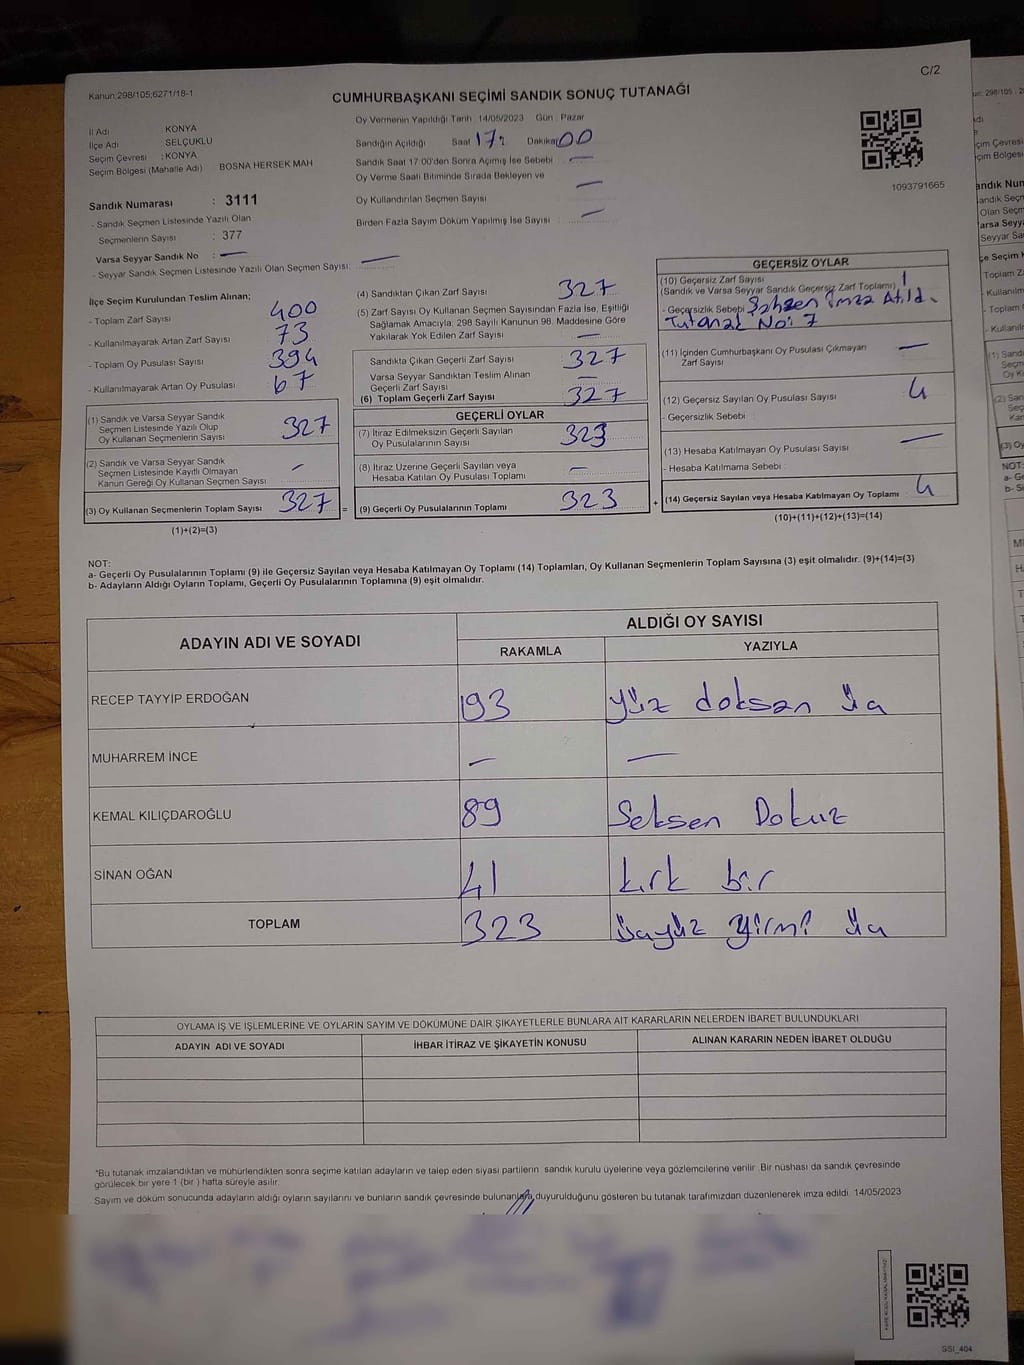 C/2
Kanun:298/105;6271/18-1
CUMHURBAŞKANI SEÇİMİ SANDIK SONUÇ TUTANAĞI
İl Adı KONYA
İlçe Adı SELÇUKLU
Seçim Çevresi : KONYA
Seçim Bölgesi (Mahalle Adı) BOSNA HERSEK MAH
Sandık Numarası : 3111
- Sandık Seçmen Listesinde Yazılı Olan
Seçmenlerin Sayısı : 377
Varsa Seyyar Sandık No : —
- Seyyar Sandık Seçmen Listesinde Yazılı Olan Seçmen Sayısı: —
Oy Vermenin Yapıldığı Tarih :14/05/2023 Gün : Pazar
Sandığın Açıldığı Saat 17: Dakika 00
Sandık Saat 17:00'den Sonra Açımış İse Sebebi —
Oy Verme Saati Bitiminde Sırada Bekleyen ve
Oy Kullandırılan Seçmen Sayısı —
Birden Fazla Sayım Döküm Yapılmış İse Sayısı —
1093791665
İlçe Seçim Kurulundan Teslim Alınan;
- Toplam Zarf Sayısı 400
- Kullanılmayarak Artan Zarf Sayısı 73
- Toplam Oy Pusulası Sayısı 394
- Kullanılmayarak Artan Oy Pusulası 67
(1) Sandık ve Varsa Seyyar Sandık
Seçmen Listesinde Yazılı Olup
Oy Kullanan Seçmenlerin Sayısı 327
(2) Sandık ve Varsa Seyyar Sandık
Seçmen Listesinde Kayıtlı Olmayan
Kanun Gereği Oy Kullanan Seçmen Sayısı —
(3) Oy Kullanan Seçmenlerin Toplam Sayısı 327
(1)+(2)=(3)
(4) Sandıktan Çıkan Zarf Sayısı 327
(5) Zarf Sayısı Oy Kullanan Seçmen Sayısından Fazla İse, Eşitliği
Sağlamak Amacıyla, 298 Sayılı Kanunun 98. Maddesine Göre
Yakılarak Yok Edilen Zarf Sayısı —
Sandıkta Çıkan Geçerli Zarf Sayısı 327
Varsa Seyyar Sandıktan Teslim Alınan
Geçerli Zarf Sayısı —
(6) Toplam Geçerli Zarf Sayısı 327
GEÇERLİ OYLAR
(7) İtiraz Edilmeksizin Geçerli Sayılan
Oy Pusulalarının Sayısı 323
(8) İtiraz Üzerine Geçerli Sayılan veya
Hesaba Katılan Oy Pusulası Toplamı —
= (9) Geçerli Oy Pusulalarının Toplamı 323 +
GEÇERSİZ OYLAR
(10) Geçersiz Zarf Sayısı
(Sandık ve Varsa Seyyar Sandık Geçersiz Zarf Toplamı) 1
- Geçersizlik Sebebi Şahsen imza Atıldı.
Tutanak No: 7
(11) İçinden Cumhurbaşkanı Oy Pusulası Çıkmayan
Zarf Sayısı —
(12) Geçersiz Sayılan Oy Pusulası Sayısı 4
- Geçersizlik Sebebi
(13) Hesaba Katılmayan Oy Pusulası Sayısı —
- Hesaba Katılmama Sebebi
(14) Geçersiz Sayılan veya Hesaba Katılmayan Oy Toplamı 4
(10)+(11)+(12)+(13)=(14)
NOT:
a- Geçerli Oy Pusulalarının Toplamı (9) ile Geçersiz Sayılan veya Hesaba Katılmayan Oy Toplamı (14) Toplamları, Oy Kullanan Seçmenlerin Toplam Sayısına (3) eşit olmalıdır. (9)+(14)=(3)
b- Adayların Aldığı Oyların Toplamı, Geçerli Oy Pusulalarının Toplamına (9) eşit olmalıdır.
ADAYIN ADI VE SOYADI ALDIĞI OY SAYISI
RAKAMLA YAZIYLA
RECEP TAYYİP ERDOĞAN 193 yüz doksan üç
MUHARREM İNCE — —
KEMAL KILIÇDAROĞLU 89 Seksen Dokuz
SİNAN OĞAN 41 kırk bir
TOPLAM 323 üçyüz yirmi üç
OYLAMA İŞ VE İŞLEMLERİNE VE OYLARIN SAYIM VE DÖKÜMÜNE DAİR ŞİKAYETLERLE BUNLARA AİT KARARLARIN NELERDEN İBARET BULUNDUKLARI
ADAYIN ADI VE SOYADI İHBAR İTİRAZ VE ŞİKAYETİN KONUSU ALINAN KARARIN NEDEN İBARET OLDUĞU
*Bu tutanak imzalandıktan ve mühürlendikten sonra seçime katılan adayların ve talep eden siyasi partilerin sandık kurulu üyelerine veya gözlemcilerine verilir. Bir nüshası da sandık çevresinde
görülecek bir yere 1 (bir ) hafta süreyle asılır.
Sayım ve döküm sonucunda adayların aldığı oyların sayılarını ve bunların sandık çevresinde bulunanlara duyurulduğunu gösteren bu tutanak tarafımızdan düzenlenerek imza edildi. 14/05/2023
SSI_404